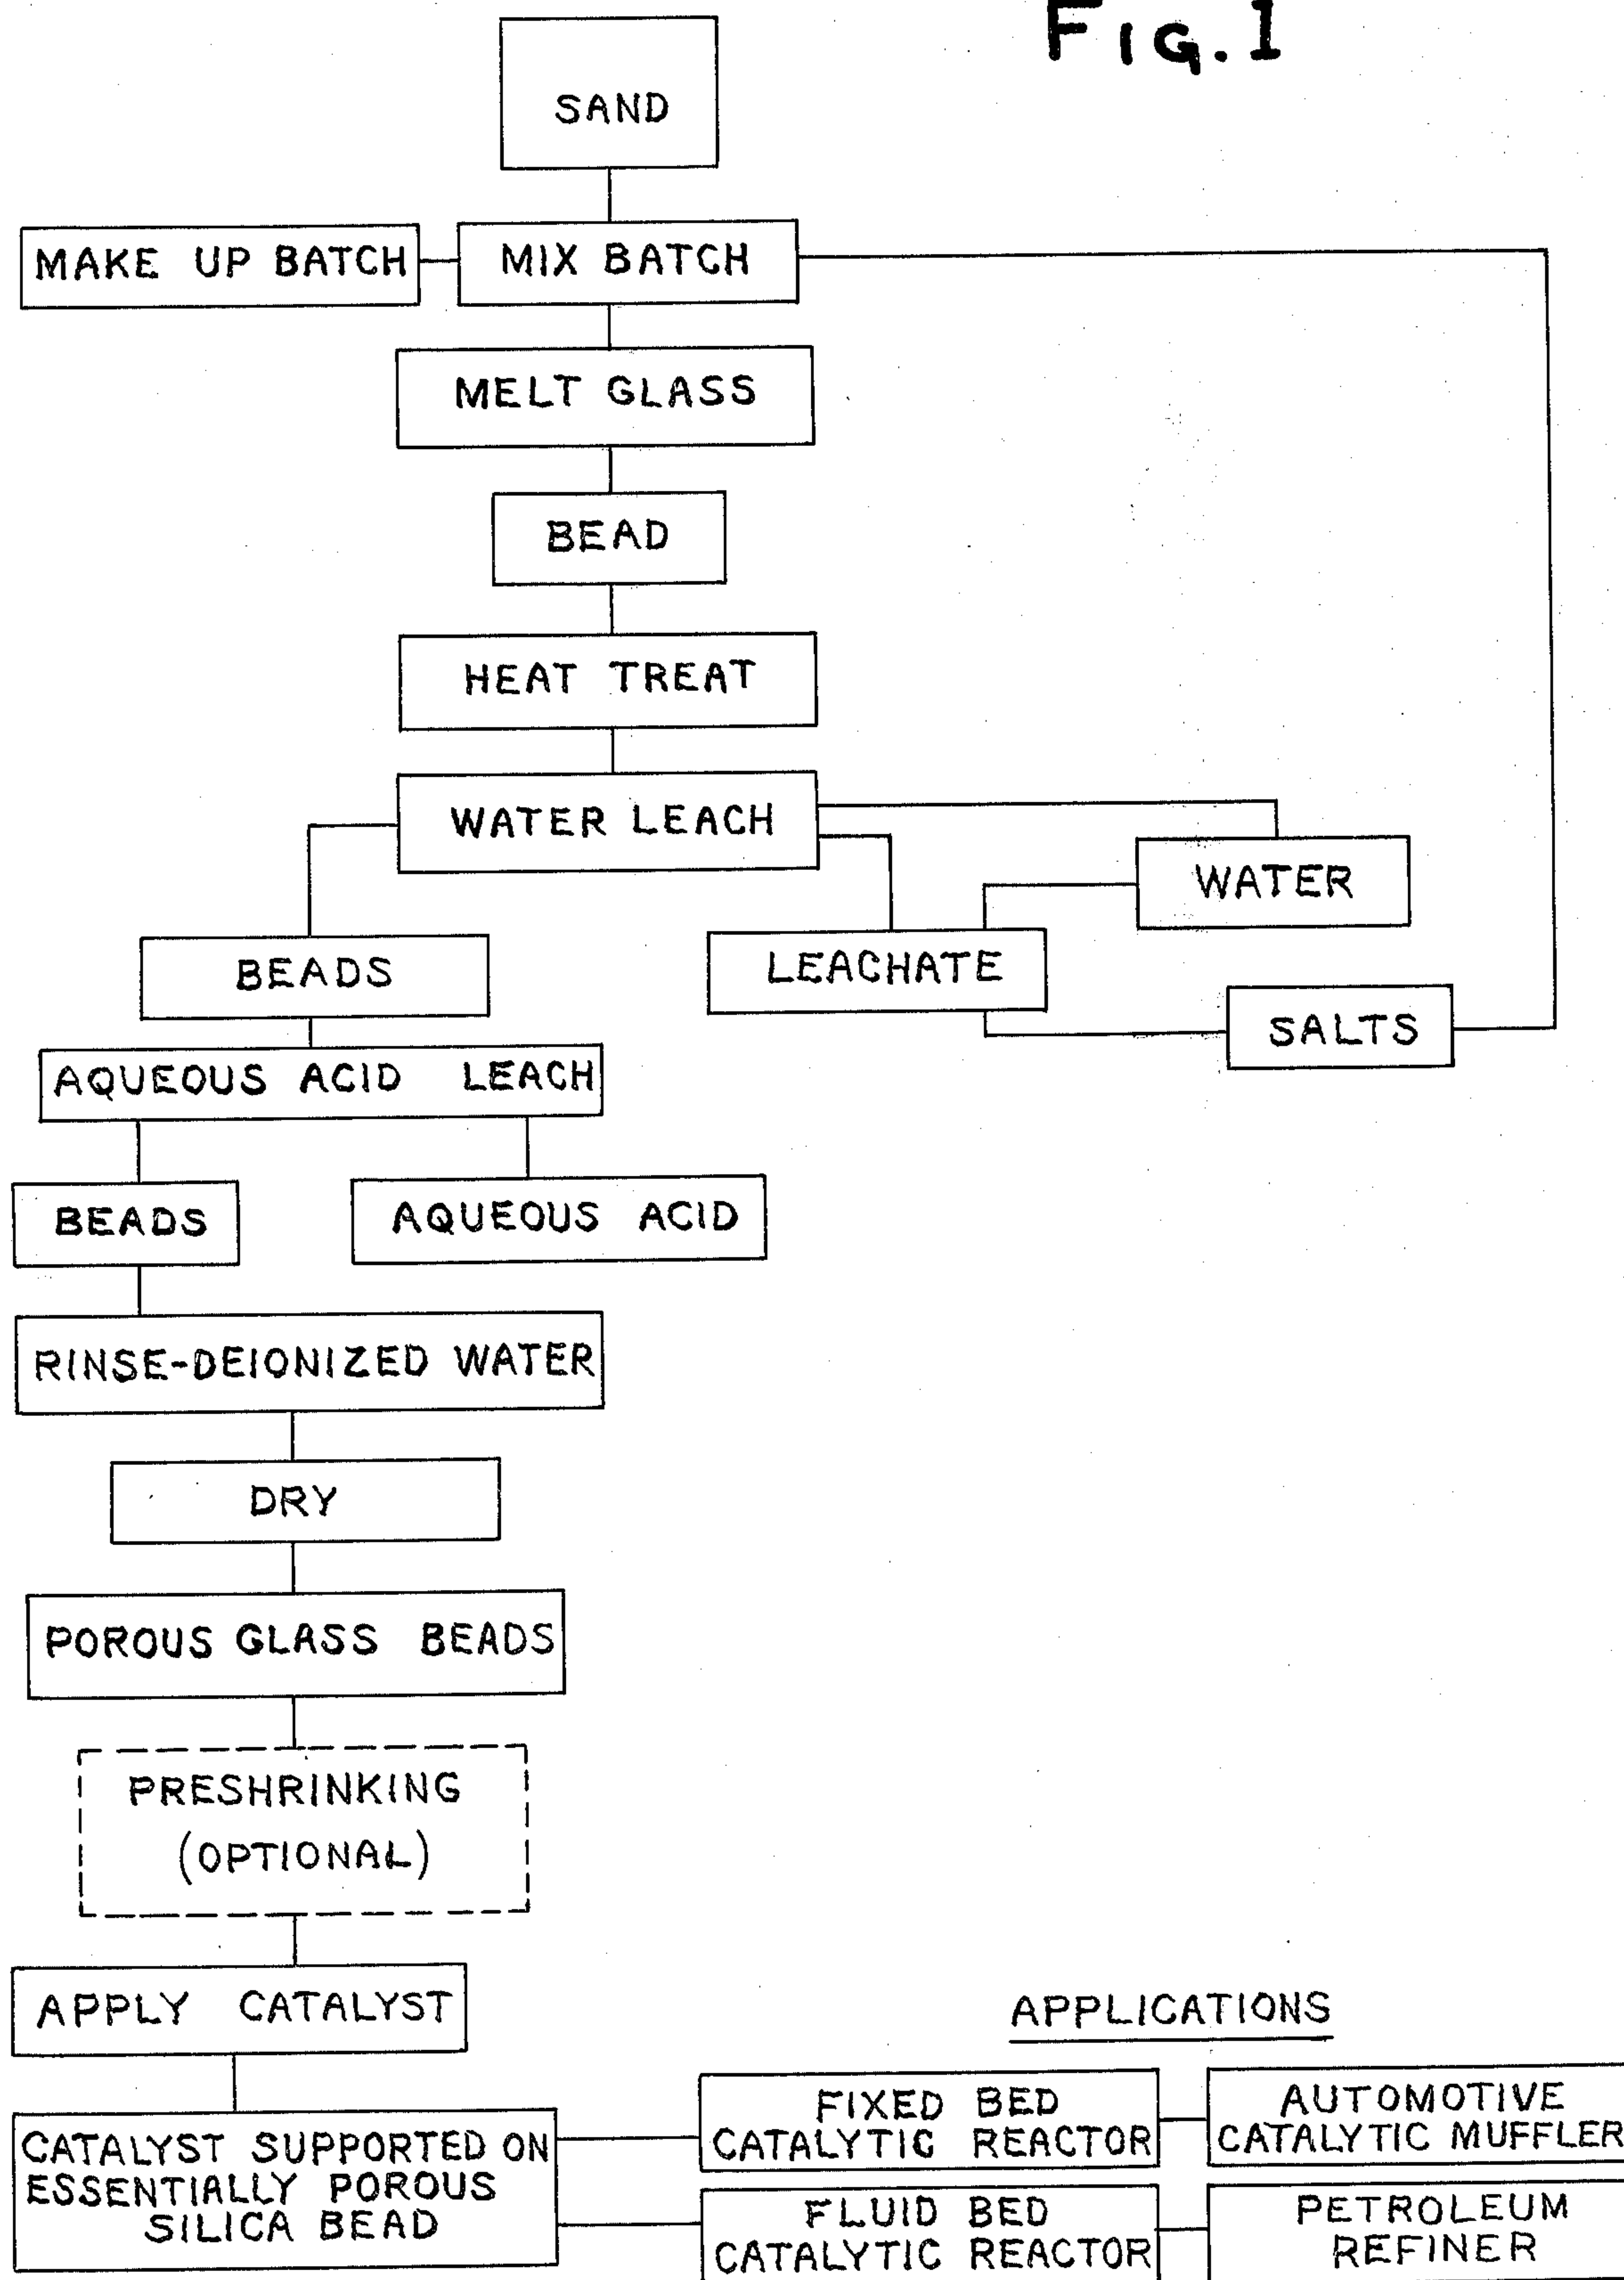 FIG. 1
SAND
MAKE UP BATCH
MIX BATCH
MELT GLASS
BEAD
HEAT TREAT
WATER LEACH
WATER
BEADS
LEACHATE
SALTS
AQUEOUS ACID LEACH
BEADS
AQUEOUS ACID
RINSE-DEIONIZED WATER
DRY
POROUS GLASS BEADS
PRESHRINKING
(OPTIONAL)
APPLY CATALYST
APPLICATIONS
CATALYST SUPPORTED ON
ESSENTIALLY POROUS
SILICA BEAD
FIXED BED
CATALYTIC REACTOR
AUTOMOTIVE
CATALYTIC MUFFLER
FLUID BED
CATALYTIC REACTOR
PETROLEUM
REFINER